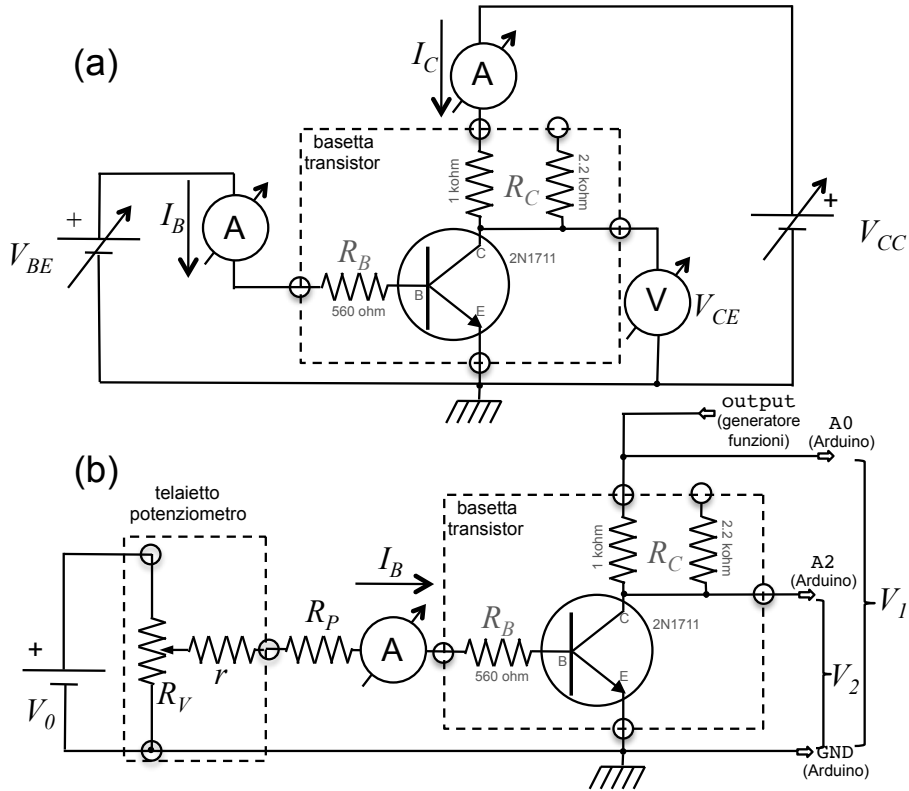 (a)
I_C
A
basetta
transistor
1 kohm
R_C
2.2 kohm
+
V_BE
I_B
A
R_B
560 ohm
B
C
E
2N1711
V
V_CE
+
V_CC
(b)
output
(generatore
funzioni)
A0
(Arduino)
telaietto
potenziometro
basetta
transistor
1 kohm
R_C
2.2 kohm
A2
(Arduino)
V_1
I_B
+
V_0
R_V
r
R_P
A
R_B
560 ohm
B
C
E
2N1711
V_2
GND
(Arduino)